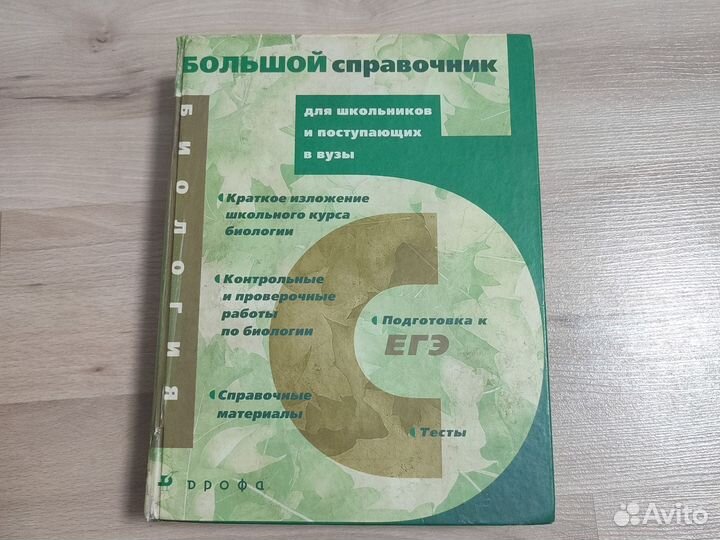 БОЛЬШОЙ справочник
для школьников
и поступающих
в вузы
БИОЛОГИЯ
Краткое изложение
школьного курса
биологии
Контрольные
и проверочные
работы
по биологии
Подготовка к
ЕГЭ
Справочные
материалы
Тесты
дрофа
Avito